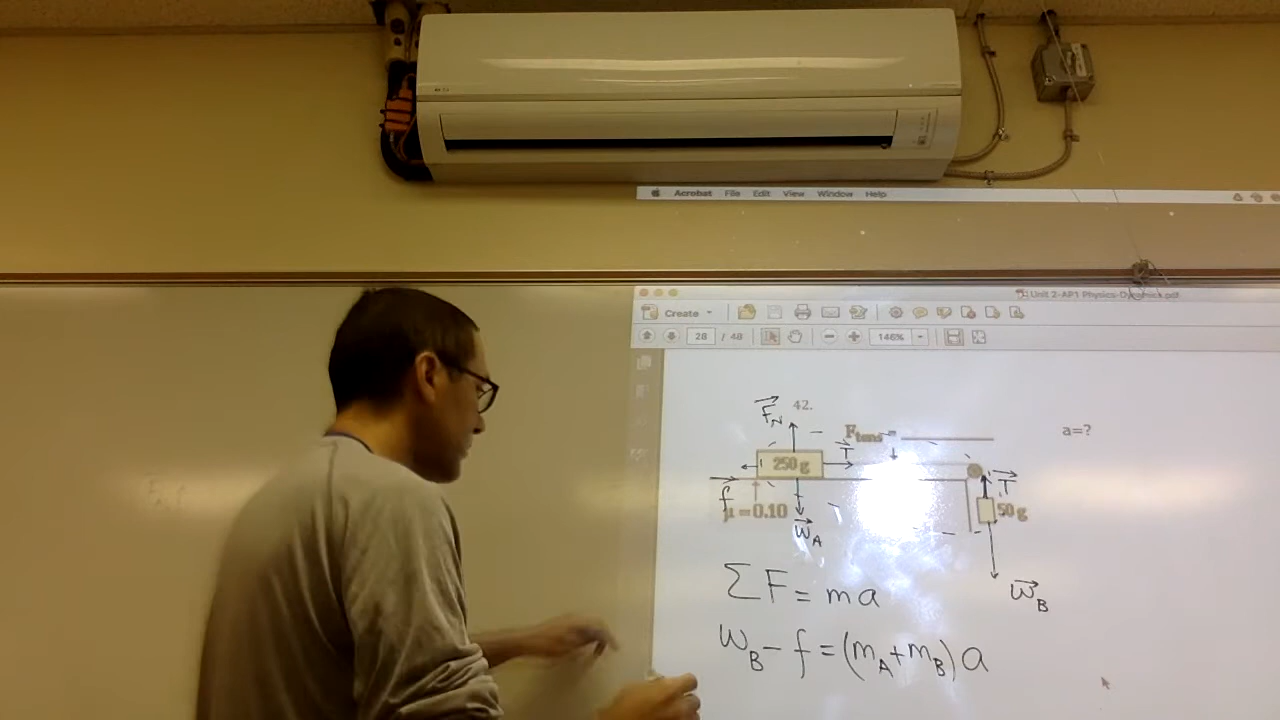 Acrobat File Edit View Window Help
Unit 2-AP1 Physics-Dynamics.pdf
Create
28 / 48 146%
F_N 42.
F_tens = T a=?
250 g
f T
μ = 0.10 50 g
W_A
W_B
ΣF = ma
W_B - f = (m_A + m_B) a